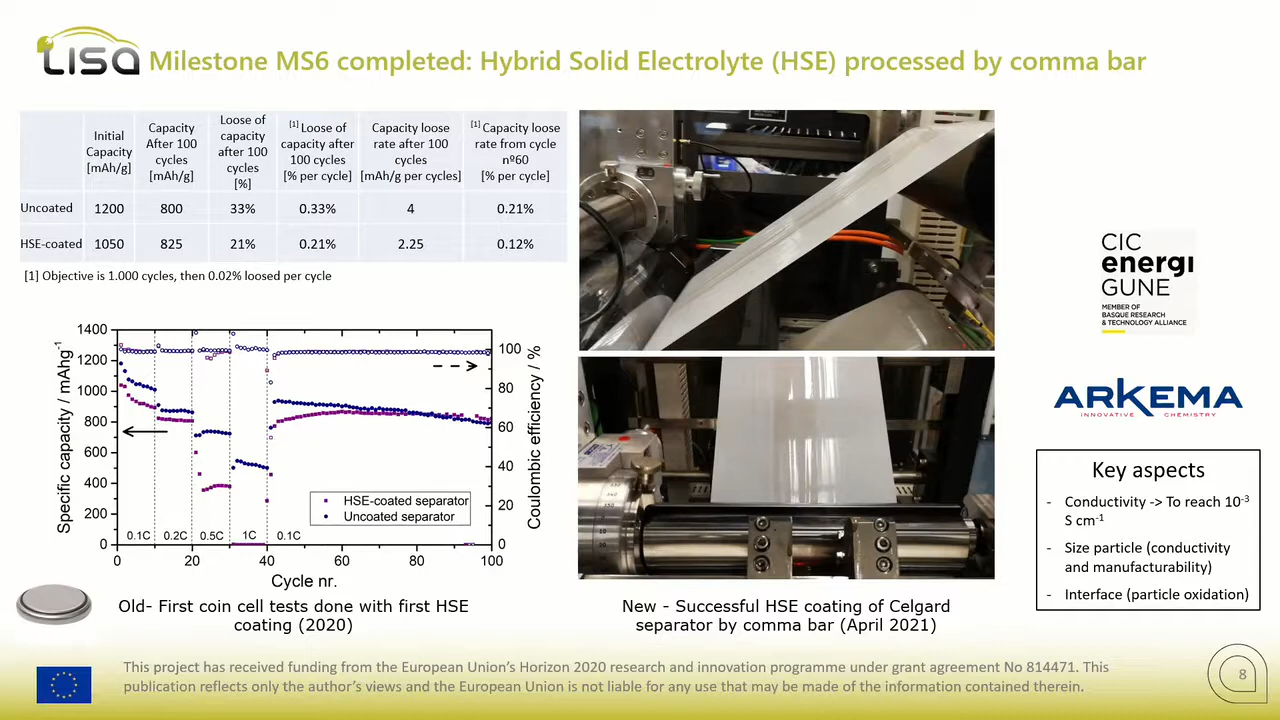 LISA
Milestone MS6 completed: Hybrid Solid Electrolyte (HSE) processed by comma bar
Initial Capacity [mAh/g]
Capacity After 100 cycles [mAh/g]
Loose of capacity after 100 cycles [%]
[1] Loose of capacity after 100 cycles [% per cycle]
Capacity loose rate after 100 cycles [mAh/g per cycles]
[1] Capacity loose rate from cycle nº60 [% per cycle]
Uncoated 1200 800 33% 0.33% 4 0.21%
HSE-coated 1050 825 21% 0.21% 2.25 0.12%
[1] Objective is 1.000 cycles, then 0.02% loosed per cycle
Specific capacity / mAhg-1
1400
1200
1000
800
600
400
200
0
100
80
60
40
20
0
Coulombic efficiency / %
HSE-coated separator
Uncoated separator
0.1C 0.2C 0.5C 1C 0.1C
0 20 40 60 80 100
Cycle nr.
Old- First coin cell tests done with first HSE
coating (2020)
New - Successful HSE coating of Celgard
separator by comma bar (April 2021)
CIC
energi
GUNE
MEMBER OF
BASQUE RESEARCH
& TECHNOLOGY ALLIANCE
ARKEMA
INNOVATIVE CHEMISTRY
Key aspects
- Conductivity -> To reach 10-3
S cm-1
- Size particle (conductivity
and manufacturability)
- Interface (particle oxidation)
This project has received funding from the European Union's Horizon 2020 research and innovation programme under grant agreement No 814471. This
publication reflects only the author's views and the European Union is not liable for any use that may be made of the information contained therein.
8